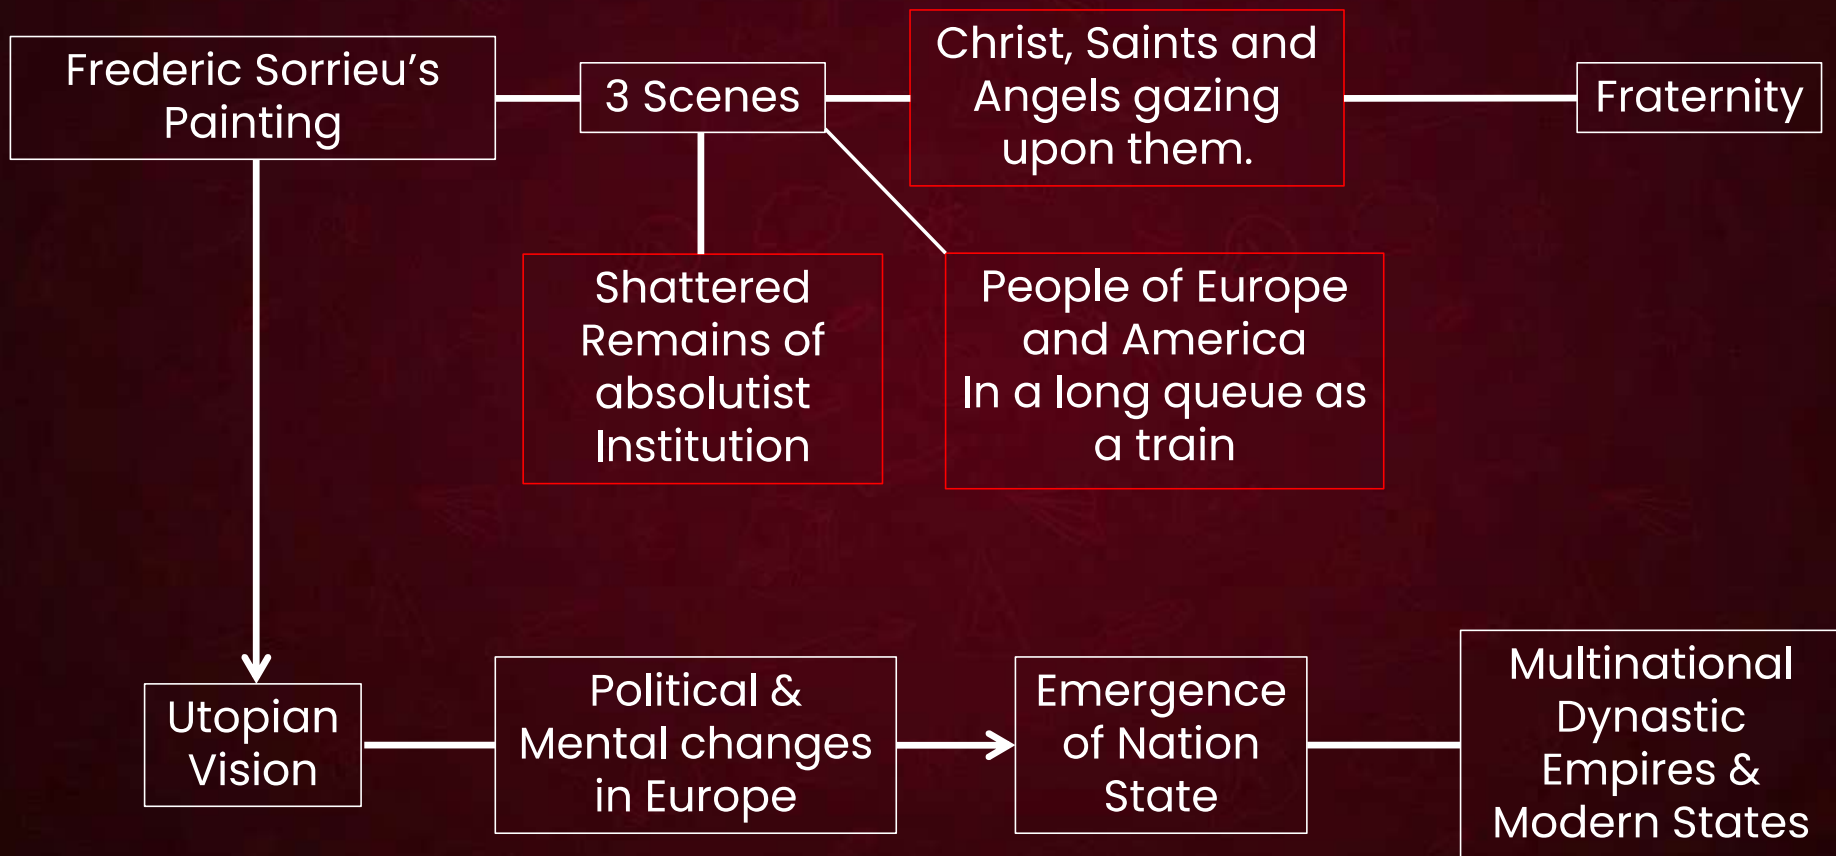 Frederic Sorrieu’s
Painting
3 Scenes
Christ, Saints and
Angels gazing
upon them.
Fraternity
Shattered
Remains of
absolutist
Institution
People of Europe
and America
In a long queue as
a train
Utopian
Vision
Political &
Mental changes
in Europe
Emergence
of Nation
State
Multinational
Dynastic
Empires &
Modern States